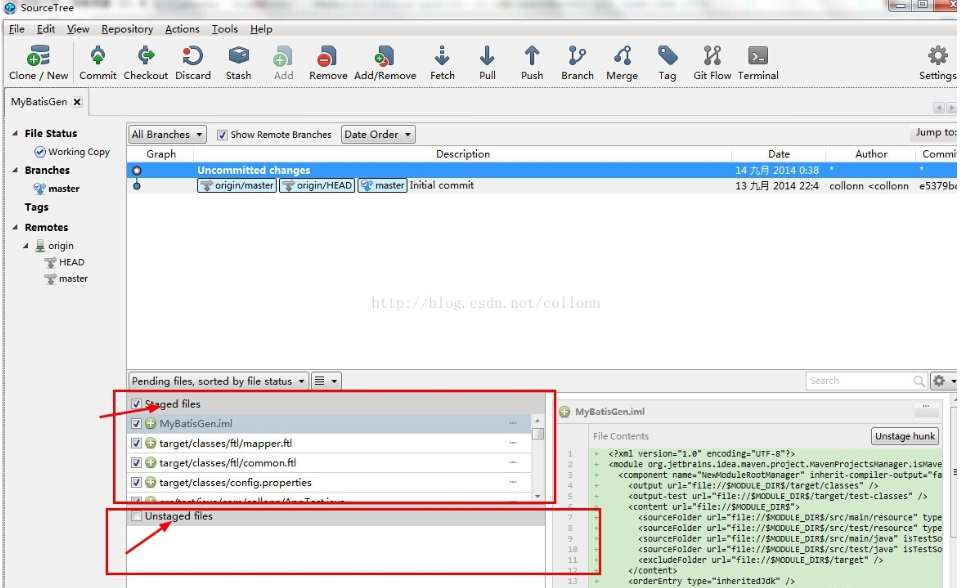 SourceTree
File Edit View Repository Actions Tools Help
Clone / New Commit Checkout Discard Stash Add Remove Add/Remove Fetch Pull Push Branch Merge Tag Git Flow Terminal Settings
MyBatisGen
File Status
Working Copy
Branches
master
Tags
Remotes
origin
HEAD
master
All Branches Show Remote Branches Date Order Jump to:
Graph Description Date Author Commi
Uncommitted changes 14 九月 2014 0:38 * *
origin/master origin/HEAD master Initial commit 13 九月 2014 22:4 collonn <collonn e5379b
http://blog.csdn.net/collonn
Pending files, sorted by file status Search
Staged files
MyBatisGen.iml ...
target/classes/ftl/mapper.ftl ...
target/classes/ftl/common.ftl ...
target/classes/config.properties ...
src/test/java/com/collonn/AppTest.java
Unstaged files
MyBatisGen.iml ...
File Contents Unstage hunk
1 + <?xml version="1.0" encoding="UTF-8"?>
2 + <module org.jetbrains.idea.maven.project.MavenProjectsManager.isMave
3 + <component name="NewModuleRootManager" inherit-compiler-output="fa
4 + <output url="file://$MODULE_DIR$/target/classes" />
5 + <output-test url="file://$MODULE_DIR$/target/test-classes" />
6 + <content url="file://$MODULE_DIR$">
7 + <sourceFolder url="file://$MODULE_DIR$/src/main/resource" type
8 + <sourceFolder url="file://$MODULE_DIR$/src/test/resource" type
9 + <sourceFolder url="file://$MODULE_DIR$/src/main/java" isTestSo
10 + <sourceFolder url="file://$MODULE_DIR$/src/test/java" isTestSo
11 + <excludeFolder url="file://$MODULE_DIR$/target" />
12 + </content>
13 + <orderEntry type="inheritedJdk" />